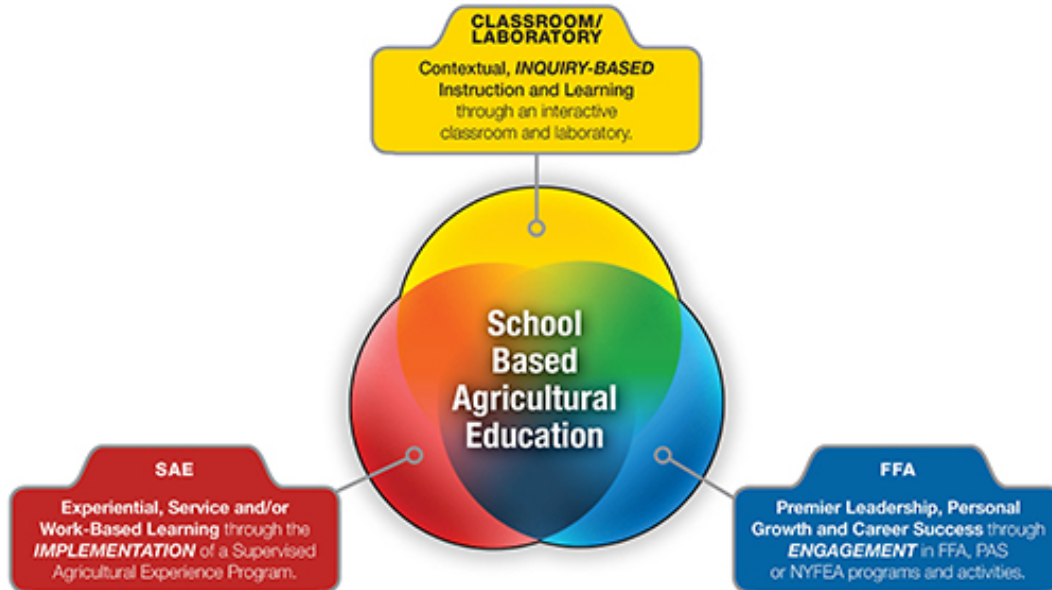 CLASSROOM/
LABORATORY
Contextual, INQUIRY-BASED
Instruction and Learning
through an interactive
classroom and laboratory.
School
Based
Agricultural
Education
SAE
Experiential, Service and/or
Work-Based Learning through the
IMPLEMENTATION of a Supervised
Agricultural Experience Program.
FFA
Premier Leadership, Personal
Growth and Career Success through
ENGAGEMENT in FFA, PAS
or NYFEA programs and activities.